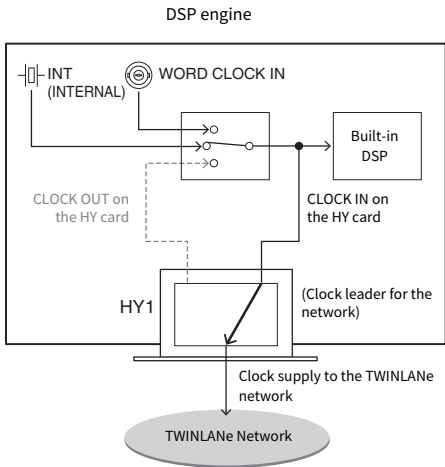 DSP engine
INT
(INTERNAL)
WORD CLOCK IN
Built-in
DSP
CLOCK OUT on
the HY card
CLOCK IN on
the HY card
HY1
(Clock leader for the
network)
Clock supply to the TWINLANe
network
TWINLANe Network